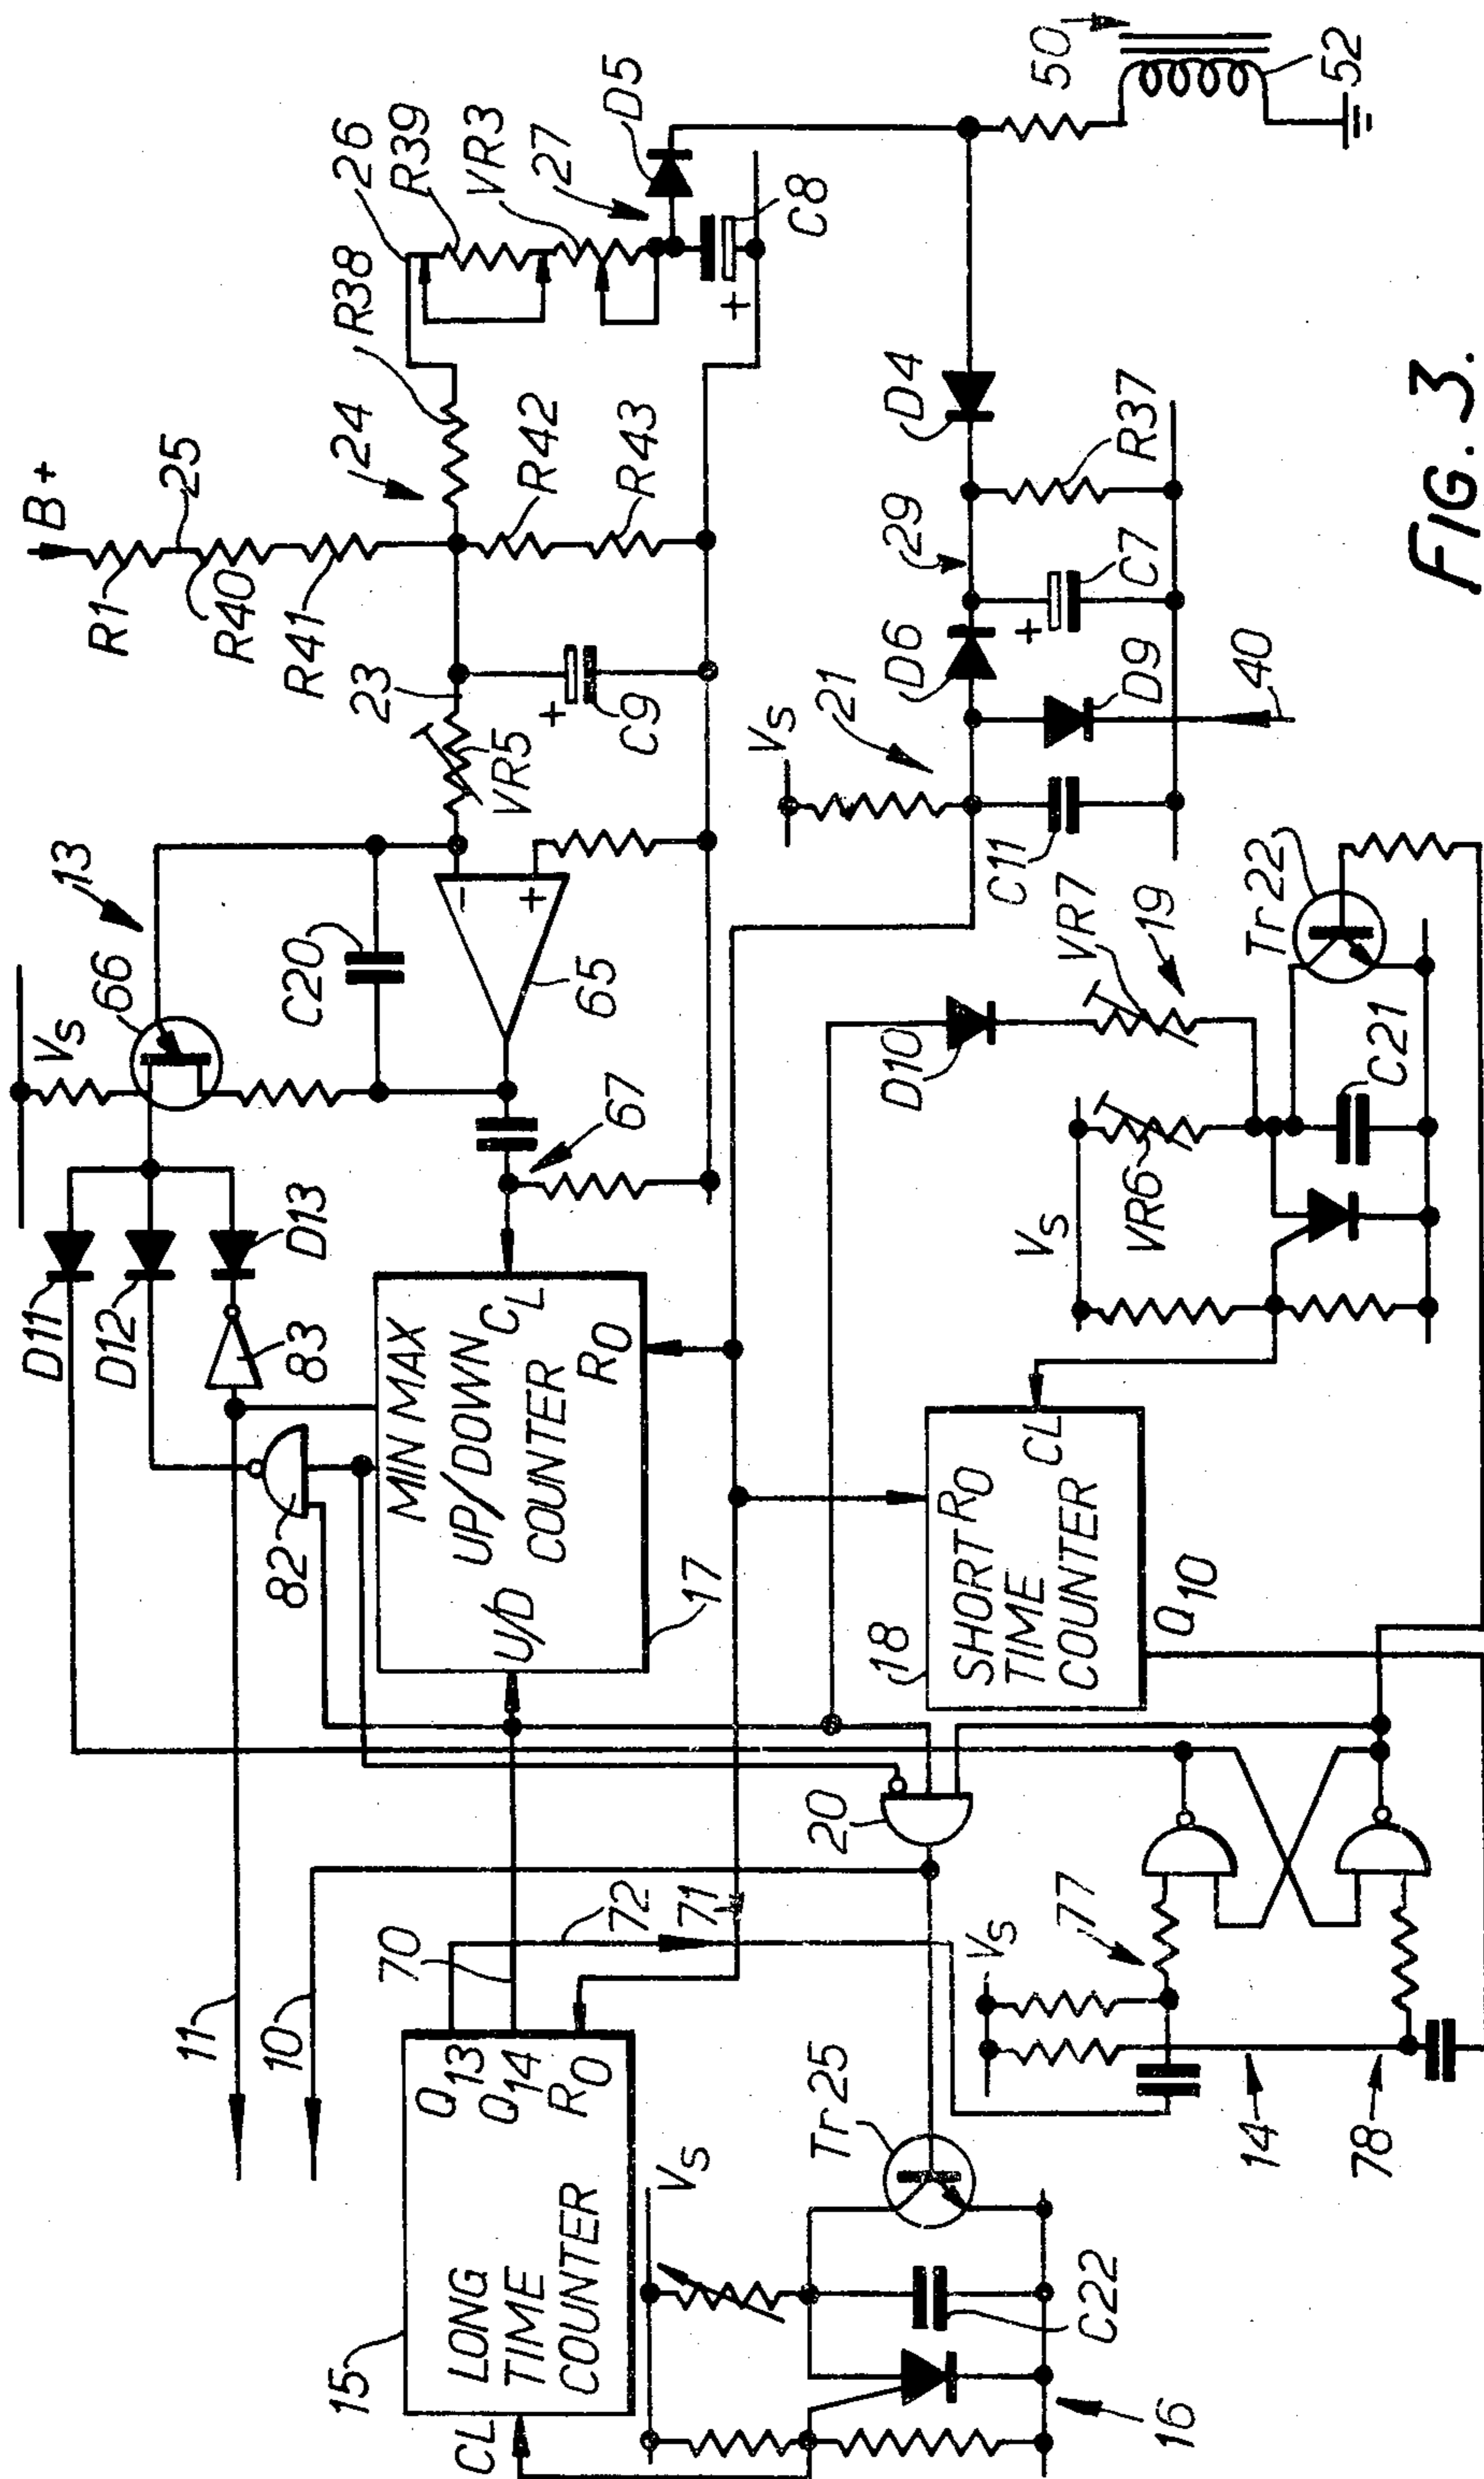 B+
R1
25
R40
R41
24
R38
26
R39
VR3
27
D5
+
C8
R42
R43
23
VR5
+
C9
13
66
Vs
C20
−
+
65
67
D11
D12
D13
83
82
MIN MAX
UP/DOWN CL
COUNTER
U/D
RO
17
11
10
70
72
71
15
Q13
Q14
RO
LONG
TIME
COUNTER
CL
Vs
Tr25
C22
16
20
18
SHORT RO
TIME
COUNTER
CL
Q10
77
Vs
14
78
Vs
21
D6
29
D4
R37
+
C7
D9
40
C11
50
52
D10
VR7
19
Vs
VR6
C21
Tr22
FIG. 3.